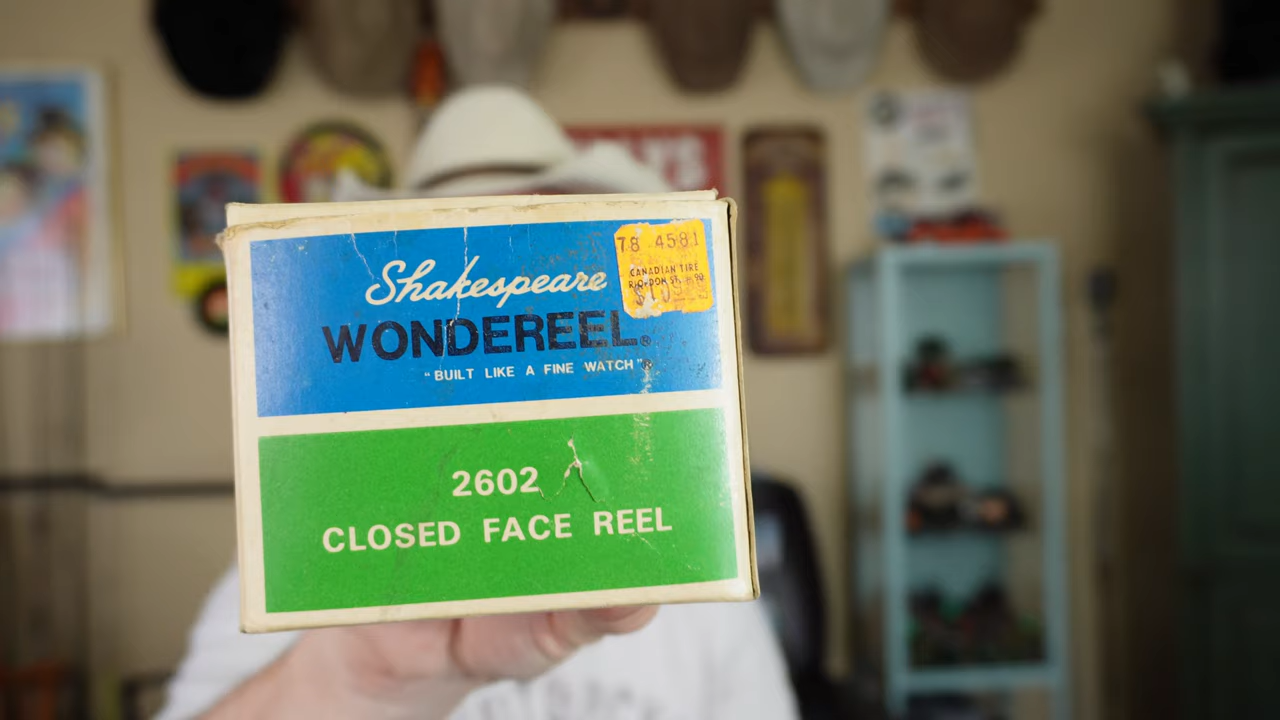 78 4581
CANADIAN TIRE
Shakespeare
WONDEREEL®
"BUILT LIKE A FINE WATCH"®
2602
CLOSED FACE REEL